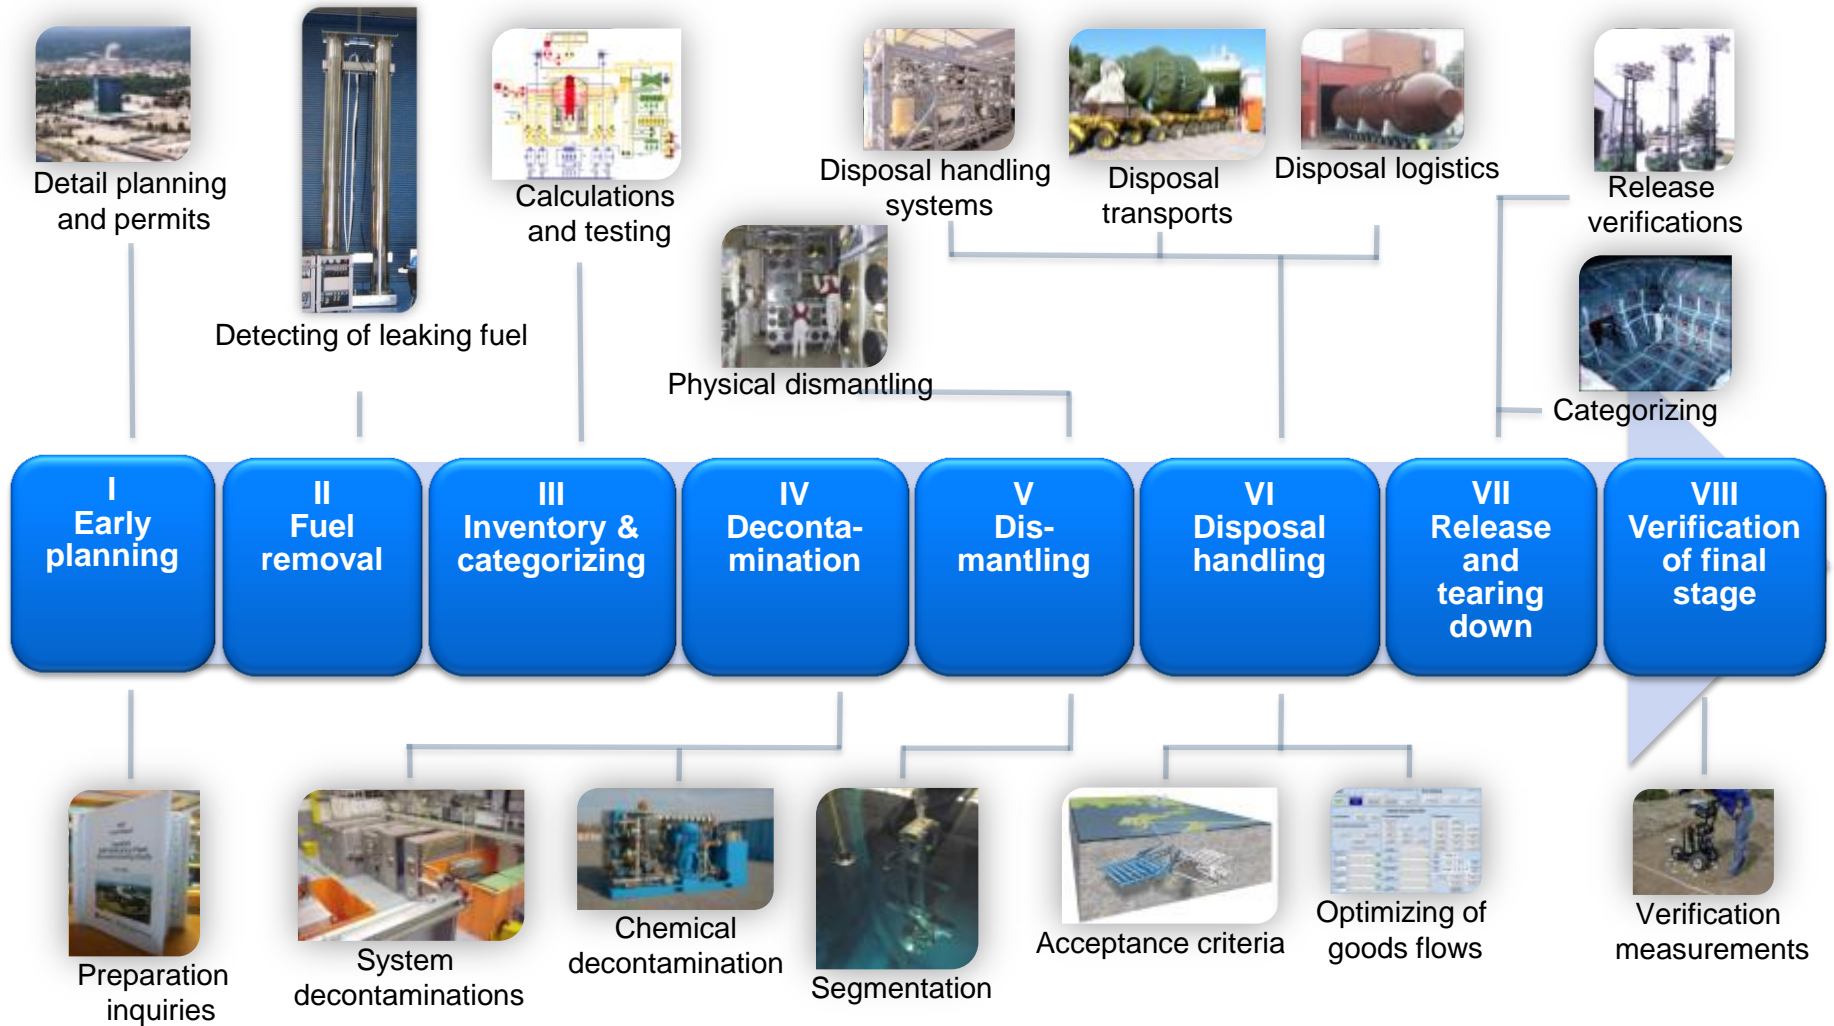 Detail planning
and permits
Detecting of leaking fuel
Calculations
and testing
Physical dismantling
Disposal handling
systems
Disposal
transports
Disposal logistics
Release
verifications
Categorizing
I
Early
planning
II
Fuel
removal
III
Inventory &
categorizing
IV
Deconta-
mination
V
Dis-
mantling
VI
Disposal
handling
VII
Release
and
tearing
down
VIII
Verification
of final
stage
Preparation
inquiries
System
decontaminations
Chemical
decontamination
Segmentation
Acceptance criteria
Optimizing of
goods flows
Verification
measurements